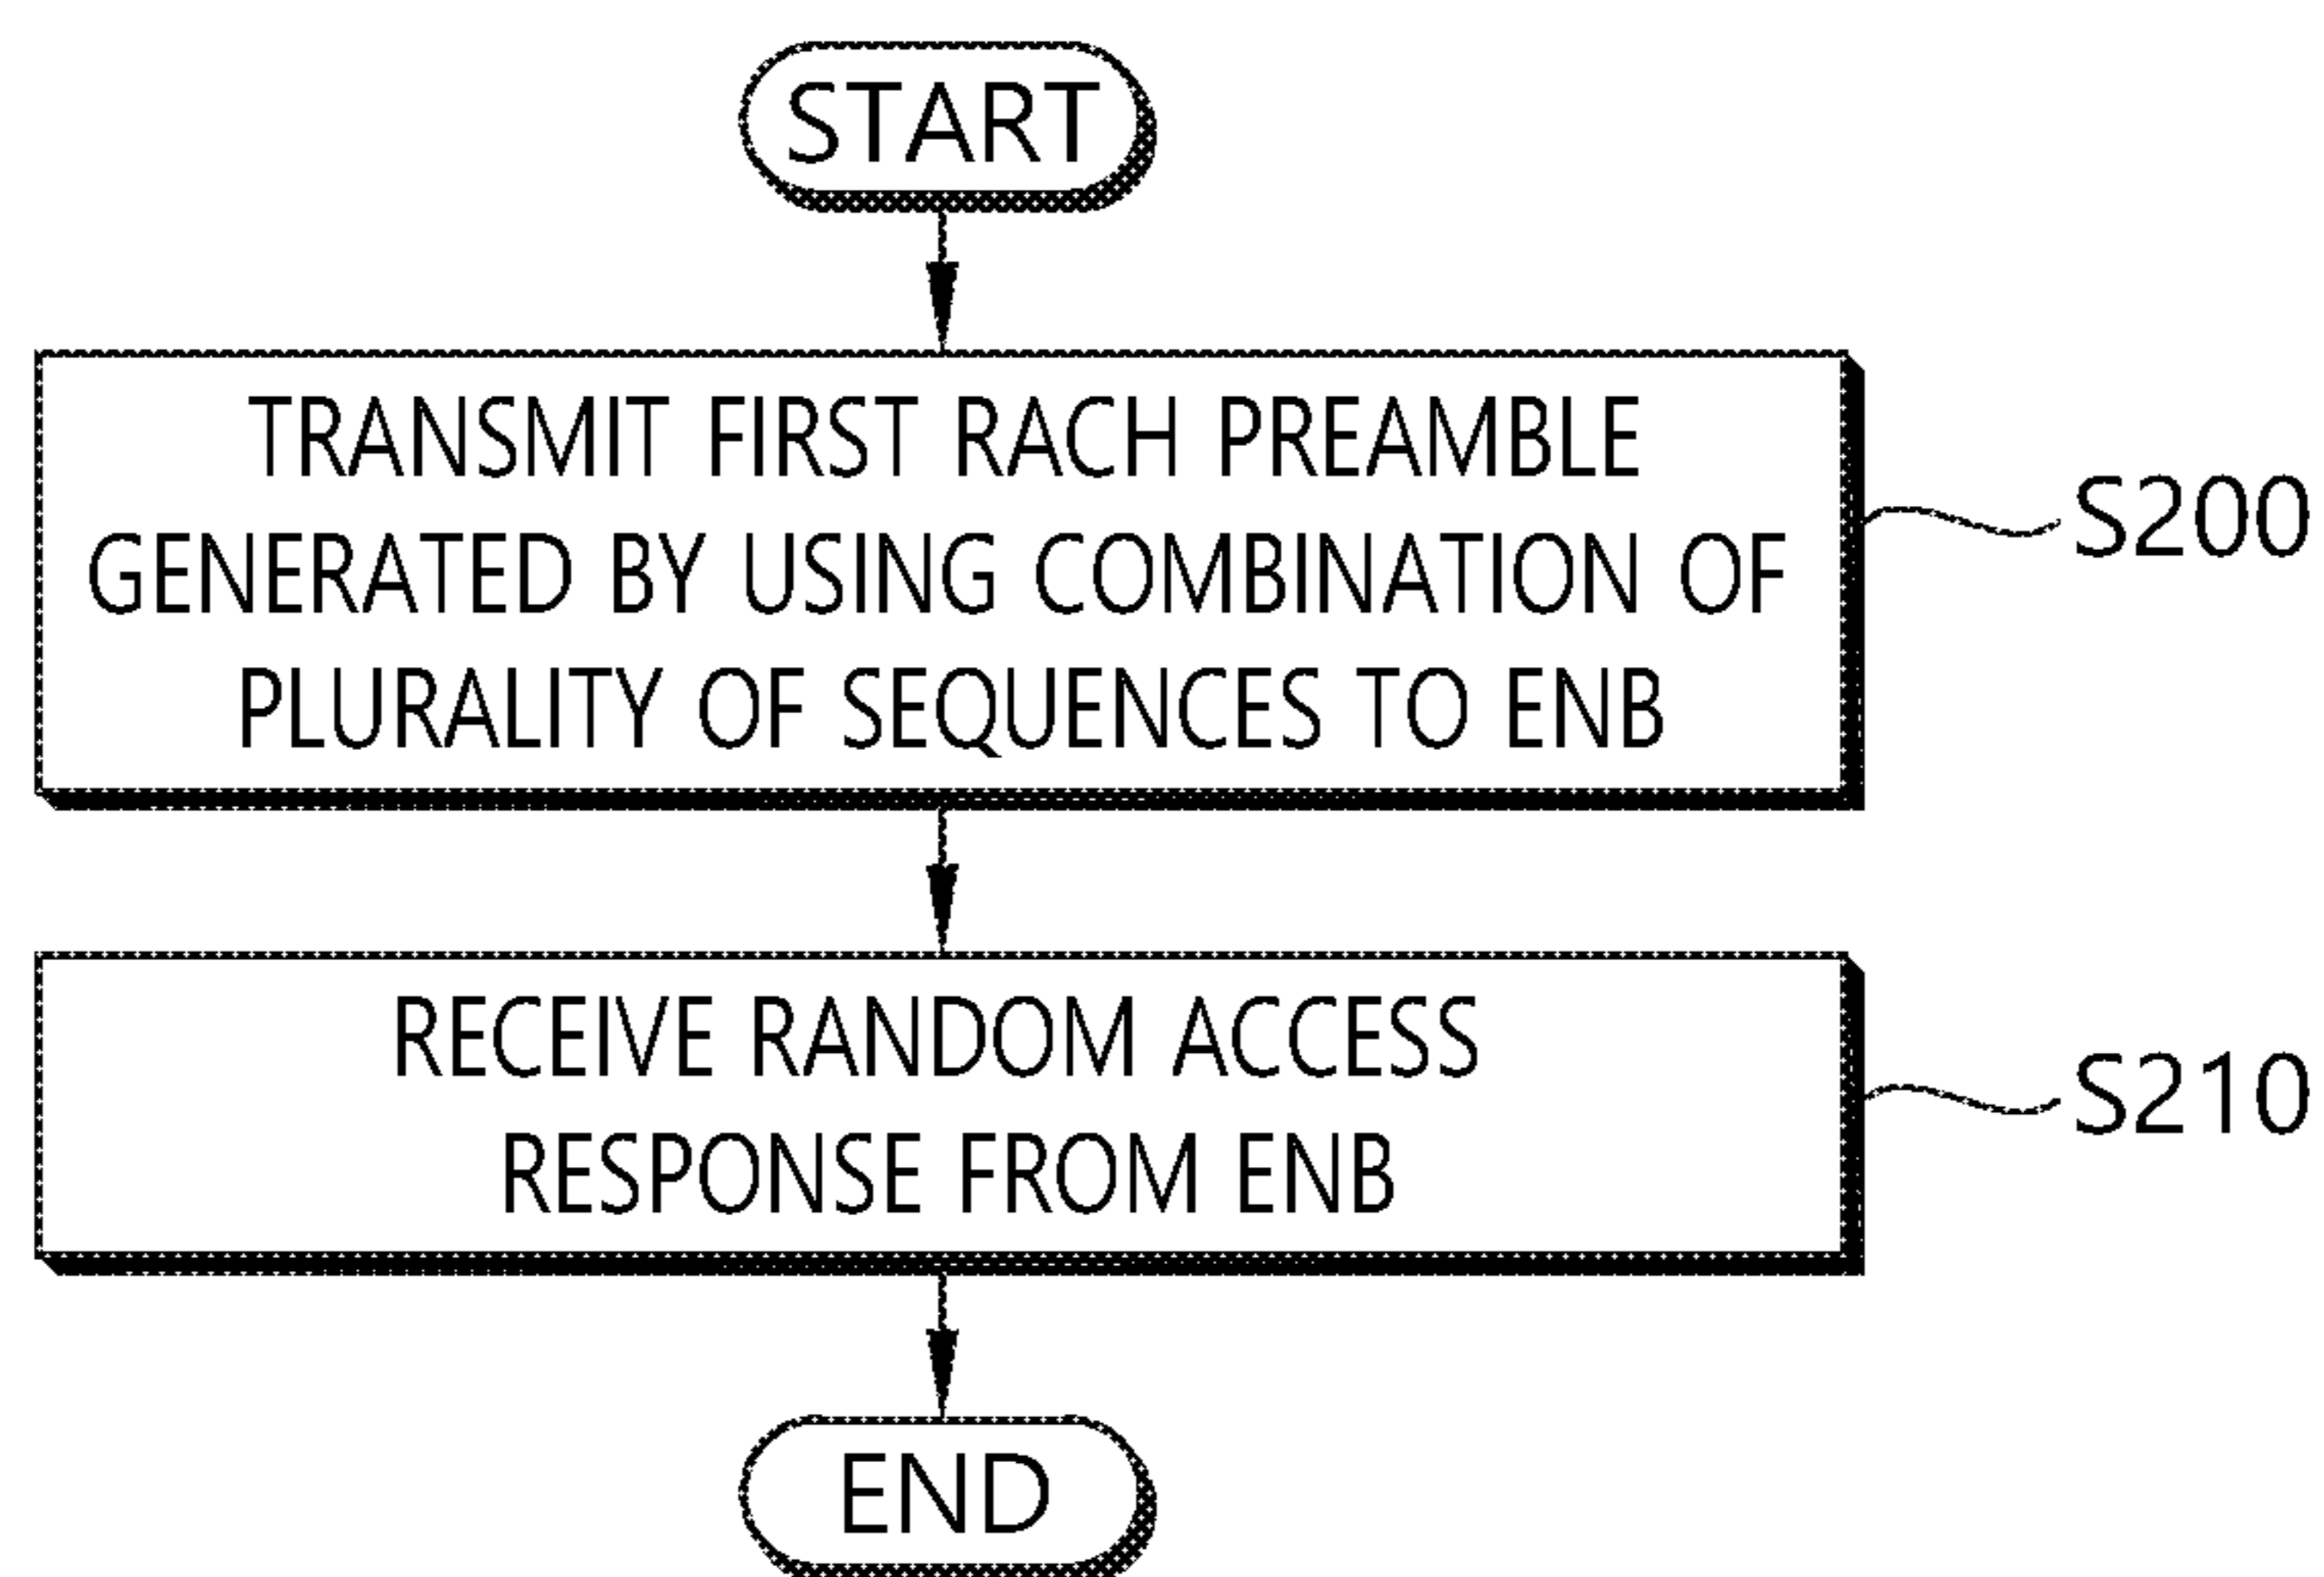 START
TRANSMIT FIRST RACH PREAMBLE
GENERATED BY USING COMBINATION OF
PLURALITY OF SEQUENCES TO ENB
S200
RECEIVE RANDOM ACCESS
RESPONSE FROM ENB
S210
END